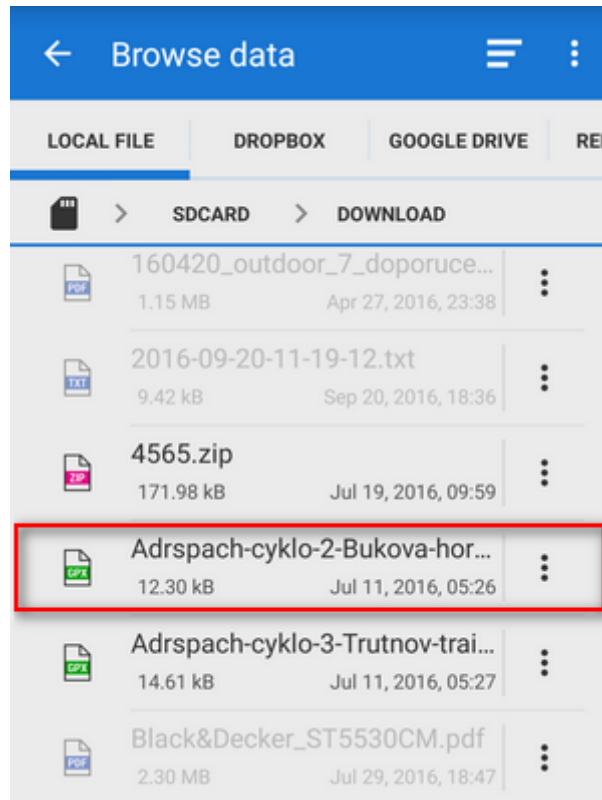 Browse data
LOCAL FILE DROPBOX GOOGLE DRIVE RE
SDCARD DOWNLOAD
160420_outdoor_7_doporuce...
PDF
1.15 MB Apr 27, 2016, 23:38
2016-09-20-11-19-12.txt
TXT
9.42 kB Sep 20, 2016, 18:36
4565.zip
ZIP
171.98 kB Jul 19, 2016, 09:59
Adrspach-cyklo-2-Bukova-hor...
GPX
12.30 kB Jul 11, 2016, 05:26
Adrspach-cyklo-3-Trutnov-trai...
GPX
14.61 kB Jul 11, 2016, 05:27
Black&Decker_ST5530CM.pdf
PDF
2.30 MB Jul 29, 2016, 18:47